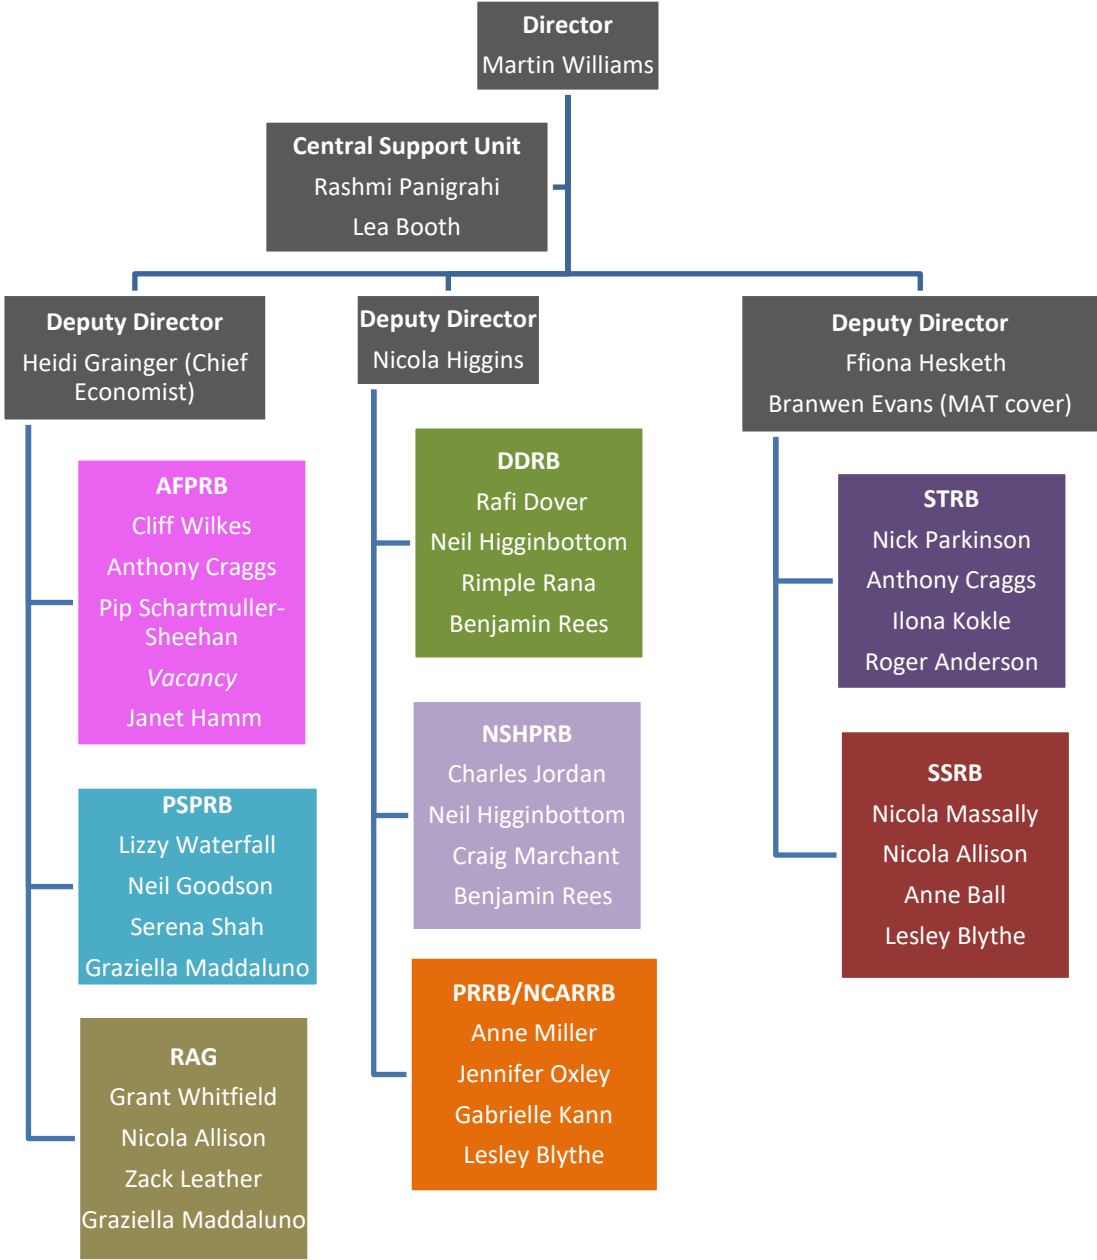 Director
Martin Williams
Central Support Unit
Rashmi Panigrahi
Lea Booth
Deputy Director
Heidi Grainger (Chief
Economist)
AFPRB
Cliff Wilkes
Anthony Craggs
Pip Schartmuller-
Sheehan
Vacancy
Janet Hamm
PSPRB
Lizzy Waterfall
Neil Goodson
Serena Shah
Graziella Maddaluno
RAG
Grant Whitfield
Nicola Allison
Zack Leather
Graziella Maddaluno
Deputy Director
Nicola Higgins
DDRB
Rafi Dover
Neil Higginbottom
Rimple Rana
Benjamin Rees
NSHPRB
Charles Jordan
Neil Higginbottom
Craig Marchant
Benjamin Rees
PRRB/NCARRB
Anne Miller
Jennifer Oxley
Gabrielle Kann
Lesley Blythe
Deputy Director
Ffiona Hesketh
Branwen Evans (MAT cover)
STRB
Nick Parkinson
Anthony Craggs
Ilona Kokle
Roger Anderson
SSRB
Nicola Massally
Nicola Allison
Anne Ball
Lesley Blythe